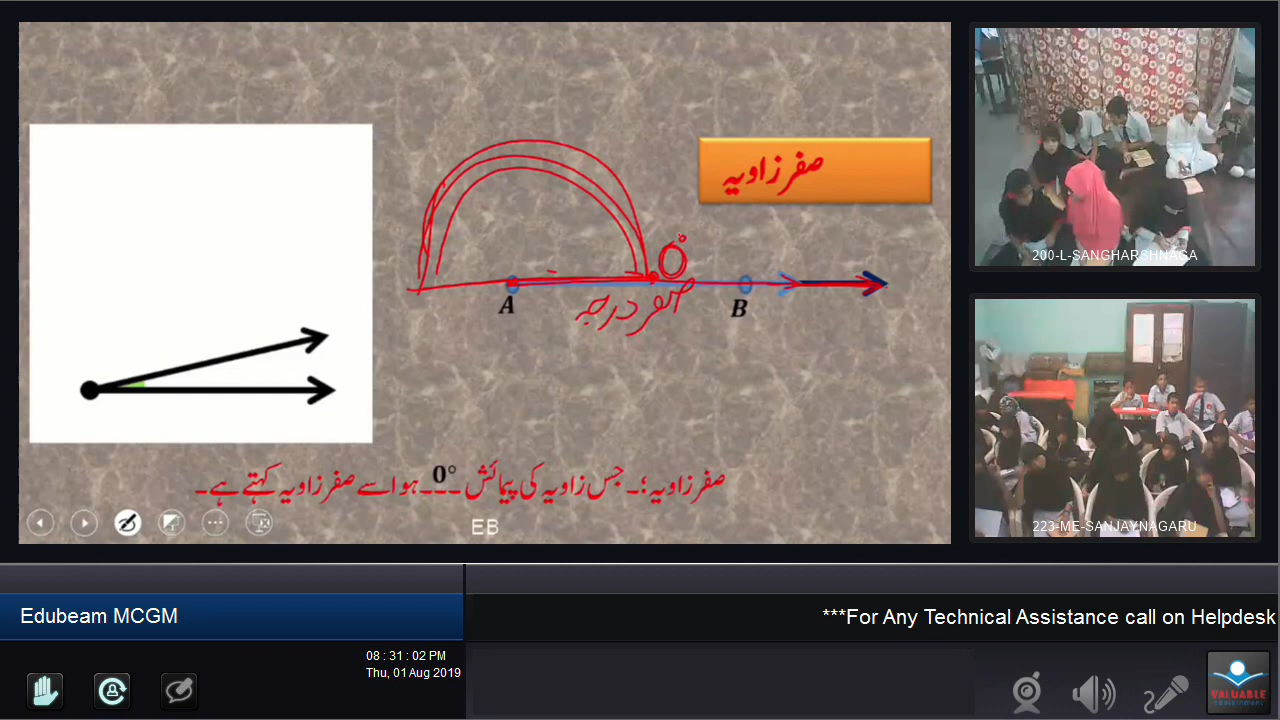 صفر زاویہ
0°
صفر درجہ
A
B
صفر زاویہ؛۔ جس زاویہ کی پیمائش ۔۔0°۔۔ ہو اسے صفر زاویہ کہتے ہے۔
EB
200-L-SANGHARSHNAGA
223-ME-SANJAYNAGARU
Edubeam MCGM
***For Any Technical Assistance call on Helpdesk
08 : 31 : 02 PM
Thu, 01 Aug 2019
VALUABLE